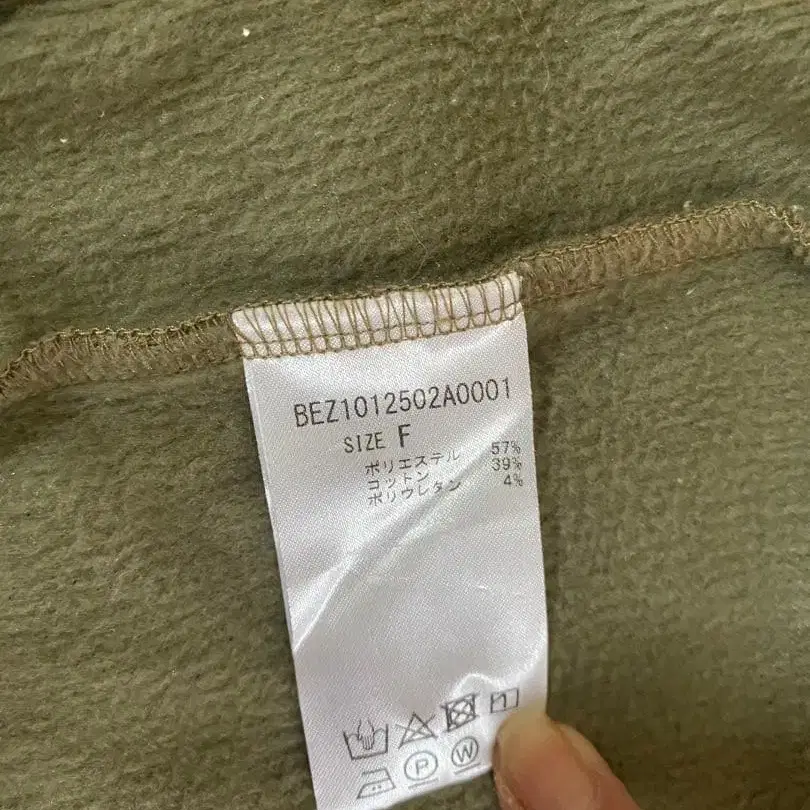 BEZ1012502A0001
SIZE F
ポリエステル 57%
コットン 39%
ポリウレタン 4%
P W